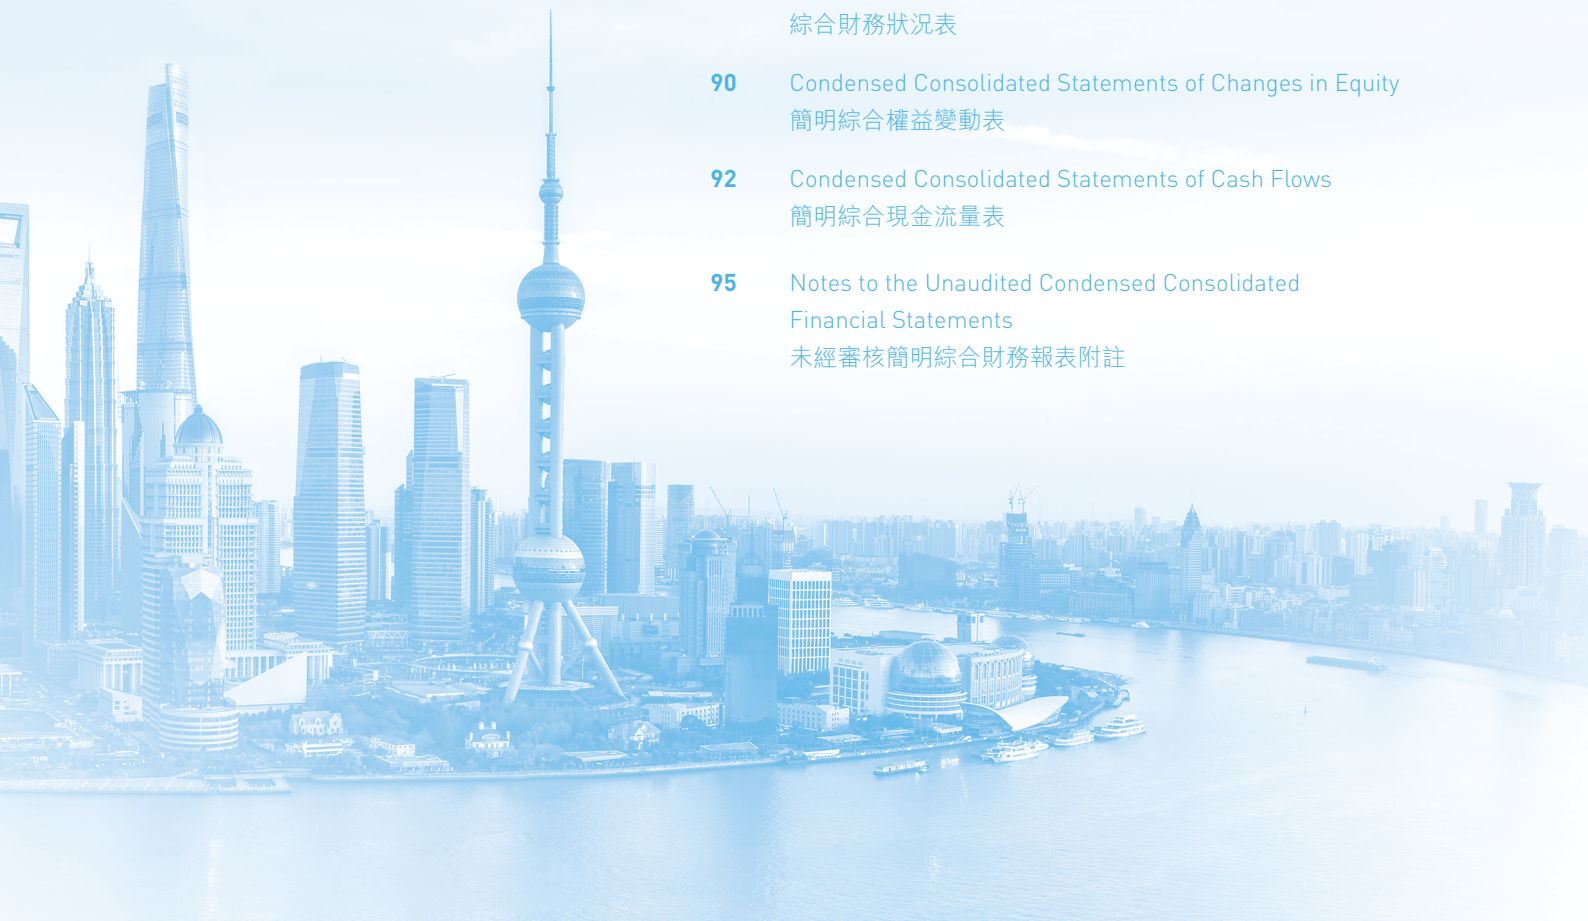 綜合財務狀況表
90 Condensed Consolidated Statements of Changes in Equity
簡明綜合權益變動表
92 Condensed Consolidated Statements of Cash Flows
簡明綜合現金流量表
95 Notes to the Unaudited Condensed Consolidated
Financial Statements
未經審核簡明綜合財務報表附註